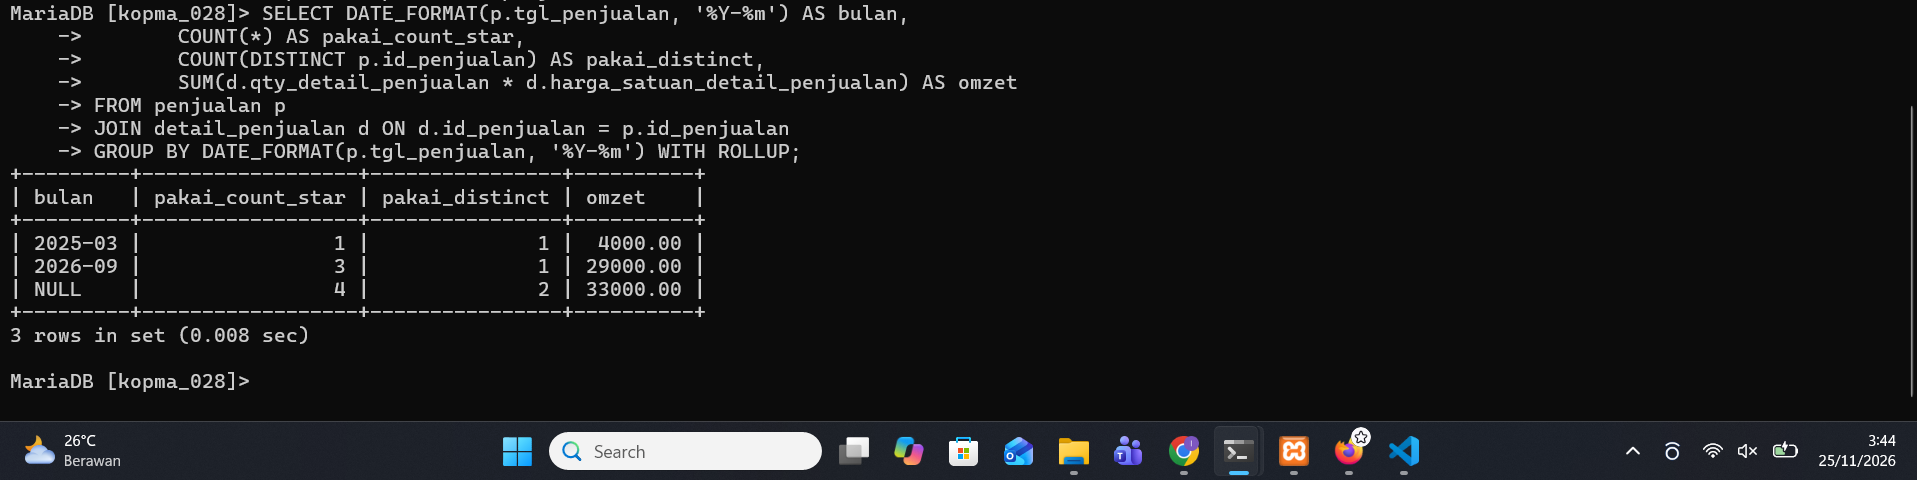 MariaDB [kopma_028]> SELECT DATE_FORMAT(p.tgl_penjualan, '%Y-%m') AS bulan,
    ->        COUNT(*) AS pakai_count_star,
    ->        COUNT(DISTINCT p.id_penjualan) AS pakai_distinct,
    ->        SUM(d.qty_detail_penjualan * d.harga_satuan_detail_penjualan) AS omzet
    -> FROM penjualan p
    -> JOIN detail_penjualan d ON d.id_penjualan = p.id_penjualan
    -> GROUP BY DATE_FORMAT(p.tgl_penjualan, '%Y-%m') WITH ROLLUP;
+---------+------------------+----------------+----------+
| bulan   | pakai_count_star | pakai_distinct | omzet    |
+---------+------------------+----------------+----------+
| 2025-03 |                1 |              1 |  4000.00 |
| 2026-09 |                3 |              1 | 29000.00 |
| NULL    |                4 |              2 | 33000.00 |
+---------+------------------+----------------+----------+
3 rows in set (0.008 sec)
MariaDB [kopma_028]>
26°C
Berawan
Search
3:44
25/11/2026